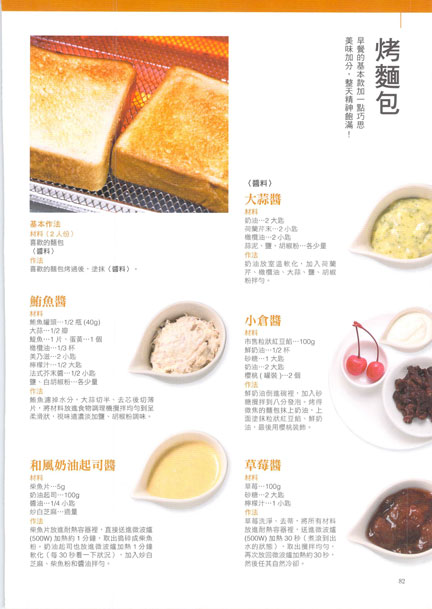 烤麵包
早餐的基本款加一點巧思
美味加分，整天精神飽滿！
基本作法
材料（2人份）
喜歡的麵包
〈醬料〉
作法
喜歡的麵包烤過後，塗抹〈醬料〉。
〈醬料〉
大蒜醬
材料
奶油…2大匙
荷蘭芹末…2小匙
橄欖油…2小匙
蒜泥、鹽、胡椒粉…各少量
作法
奶油放室溫軟化，加入荷蘭
芹、橄欖油、大蒜、鹽、胡椒
粉拌勻。
鮪魚醬
材料
鮪魚罐頭…1/2瓶 (40g)
大蒜…1/2瓣
鯷魚…1片、蛋黃…1個
橄欖油…1/3杯
美乃滋…2小匙
檸檬汁…1/2大匙
法式芥末醬…1/2小匙
鹽、白胡椒粉…各少許
作法
鮪魚濾掉水分，大蒜切半、去芯後切薄
片，將材料放進食物調理機攪拌均勻到呈
柔滑狀，視味道濃淡加鹽、胡椒粉調味。
小倉醬
材料
市售粒狀紅豆餡…100g
鮮奶油…1/2杯
砂糖…1大匙
奶油…2大匙
櫻桃（罐裝）…2個
作法
鮮奶油倒進碗裡，加入砂
糖攪拌到八分發泡。烤得
微焦的麵包抹上奶油，上
面塗抹粒狀紅豆餡、鮮奶
油，最後用櫻桃裝飾。
和風奶油起司醬
材料
柴魚片…5g
奶油起司…100g
醬油…1/4小匙
炒白芝麻…適量
作法
柴魚片放進耐熱容器裡，直接送進微波爐
(500W) 加熱約1分鐘。取出搗碎成柴魚
粉。奶油起司也放進微波爐加熱1分鐘
軟化（每30秒看一下狀況），加入炒白
芝麻、柴魚粉和醬油拌勻。
草莓醬
材料
草莓…100g
砂糖…2大匙
檸檬汁…1小匙
作法
草莓洗淨、去蒂，將所有材料
放進耐熱容器裡，送進微波爐
(500W) 加熱30秒（煮滾到出
水的狀態），取出攪拌均勻，
再次放回微波爐加熱約30秒。
然後任其自然冷卻。
82